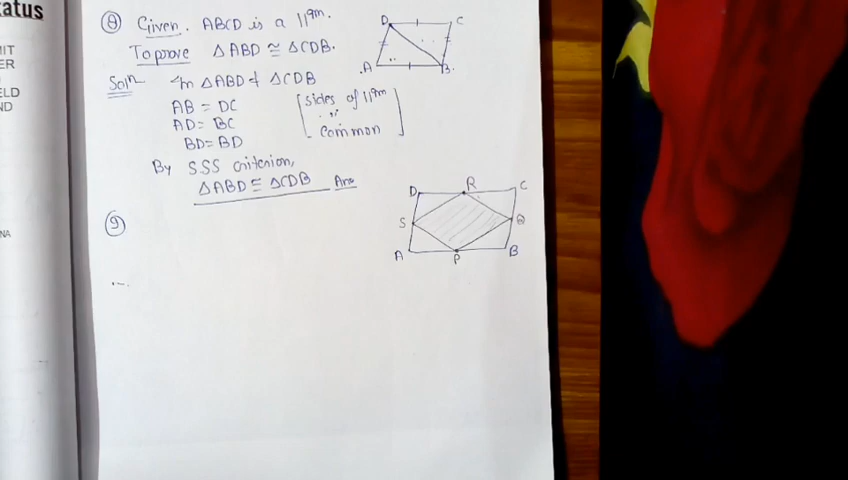 atus
MIT
ER
ELD
ND
NA
⑧ Given. ABCD is a ||gm.
To prove △ABD ≅ △CDB.
Soln In △ABD & △CDB
AB = DC [sides of ||gm
AD = BC "
BD = BD common]
By SSS criterion,
△ABD ≅ △CDB Ans
D C
A B
⑨
D R C
S Q
A P B